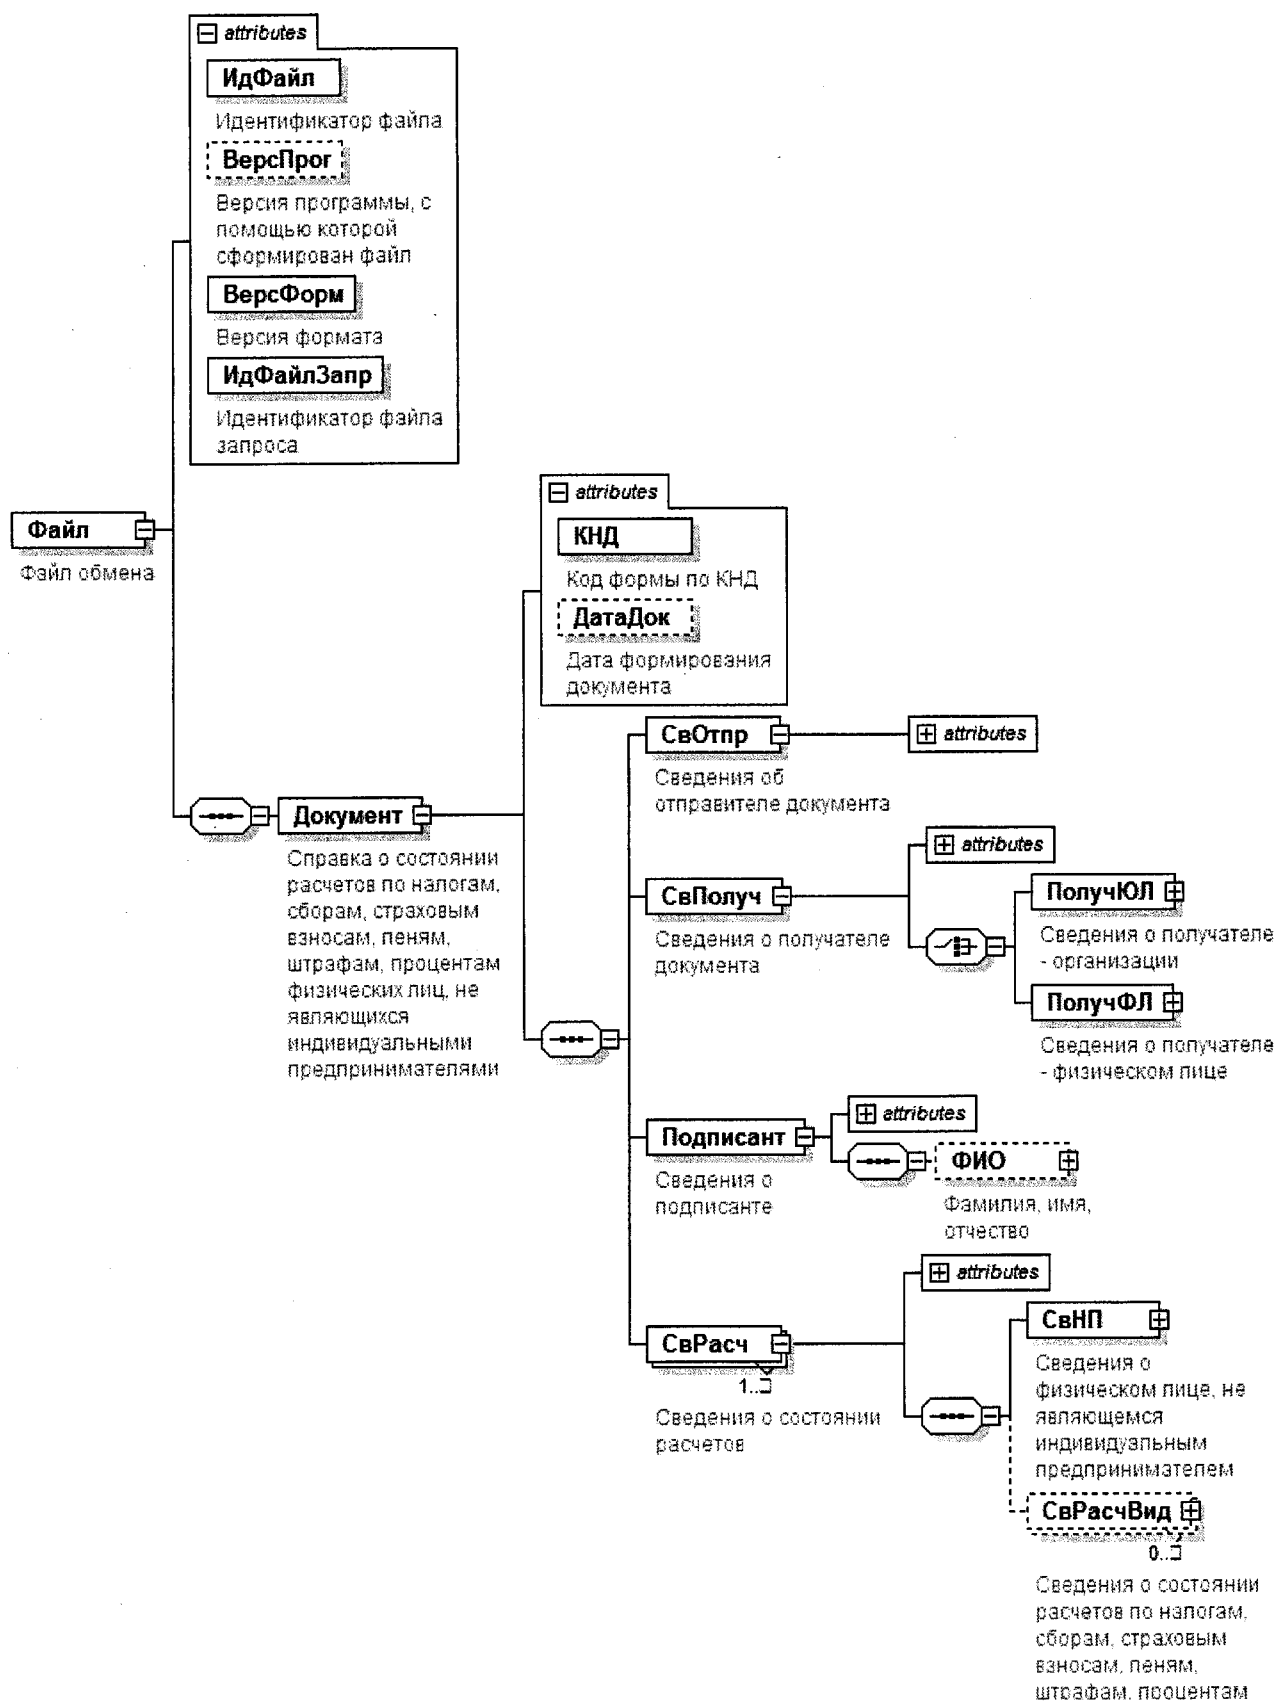 attributes
ИдФайл
Идентификатор файла
ВерсПрог
Версия программы, с
помощью которой
сформирован файл
ВерсФорм
Версия формата
ИдФайлЗапр
Идентификатор файла
запроса
Файл
Файл обмена
attributes
КНД
Код формы по КНД
ДатаДок
Дата формирования
документа
Документ
Справка о состоянии
расчетов по налогам,
сборам, страховым
взносам, пеням,
штрафам, процентам
физических лиц, не
являющихся
индивидуальными
предпринимателями
СвОтпр
attributes
Сведения об
отправителе документа
СвПолуч
Сведения о получателе
документа
attributes
ПолучЮЛ
Сведения о получателе
- организации
ПолучФЛ
Сведения о получателе
- физическом лице
Подписант
Сведения о
подписанте
attributes
ФИО
Фамилия, имя,
отчество
СвРасч
1..
Сведения о состоянии
расчетов
attributes
СвНП
Сведения о
физическом лице, не
являющемся
индивидуальным
предпринимателем
СвРасчВид
0..
Сведения о состоянии
расчетов по налогам,
сборам, страховым
взносам, пеням,
штрафам, процентам